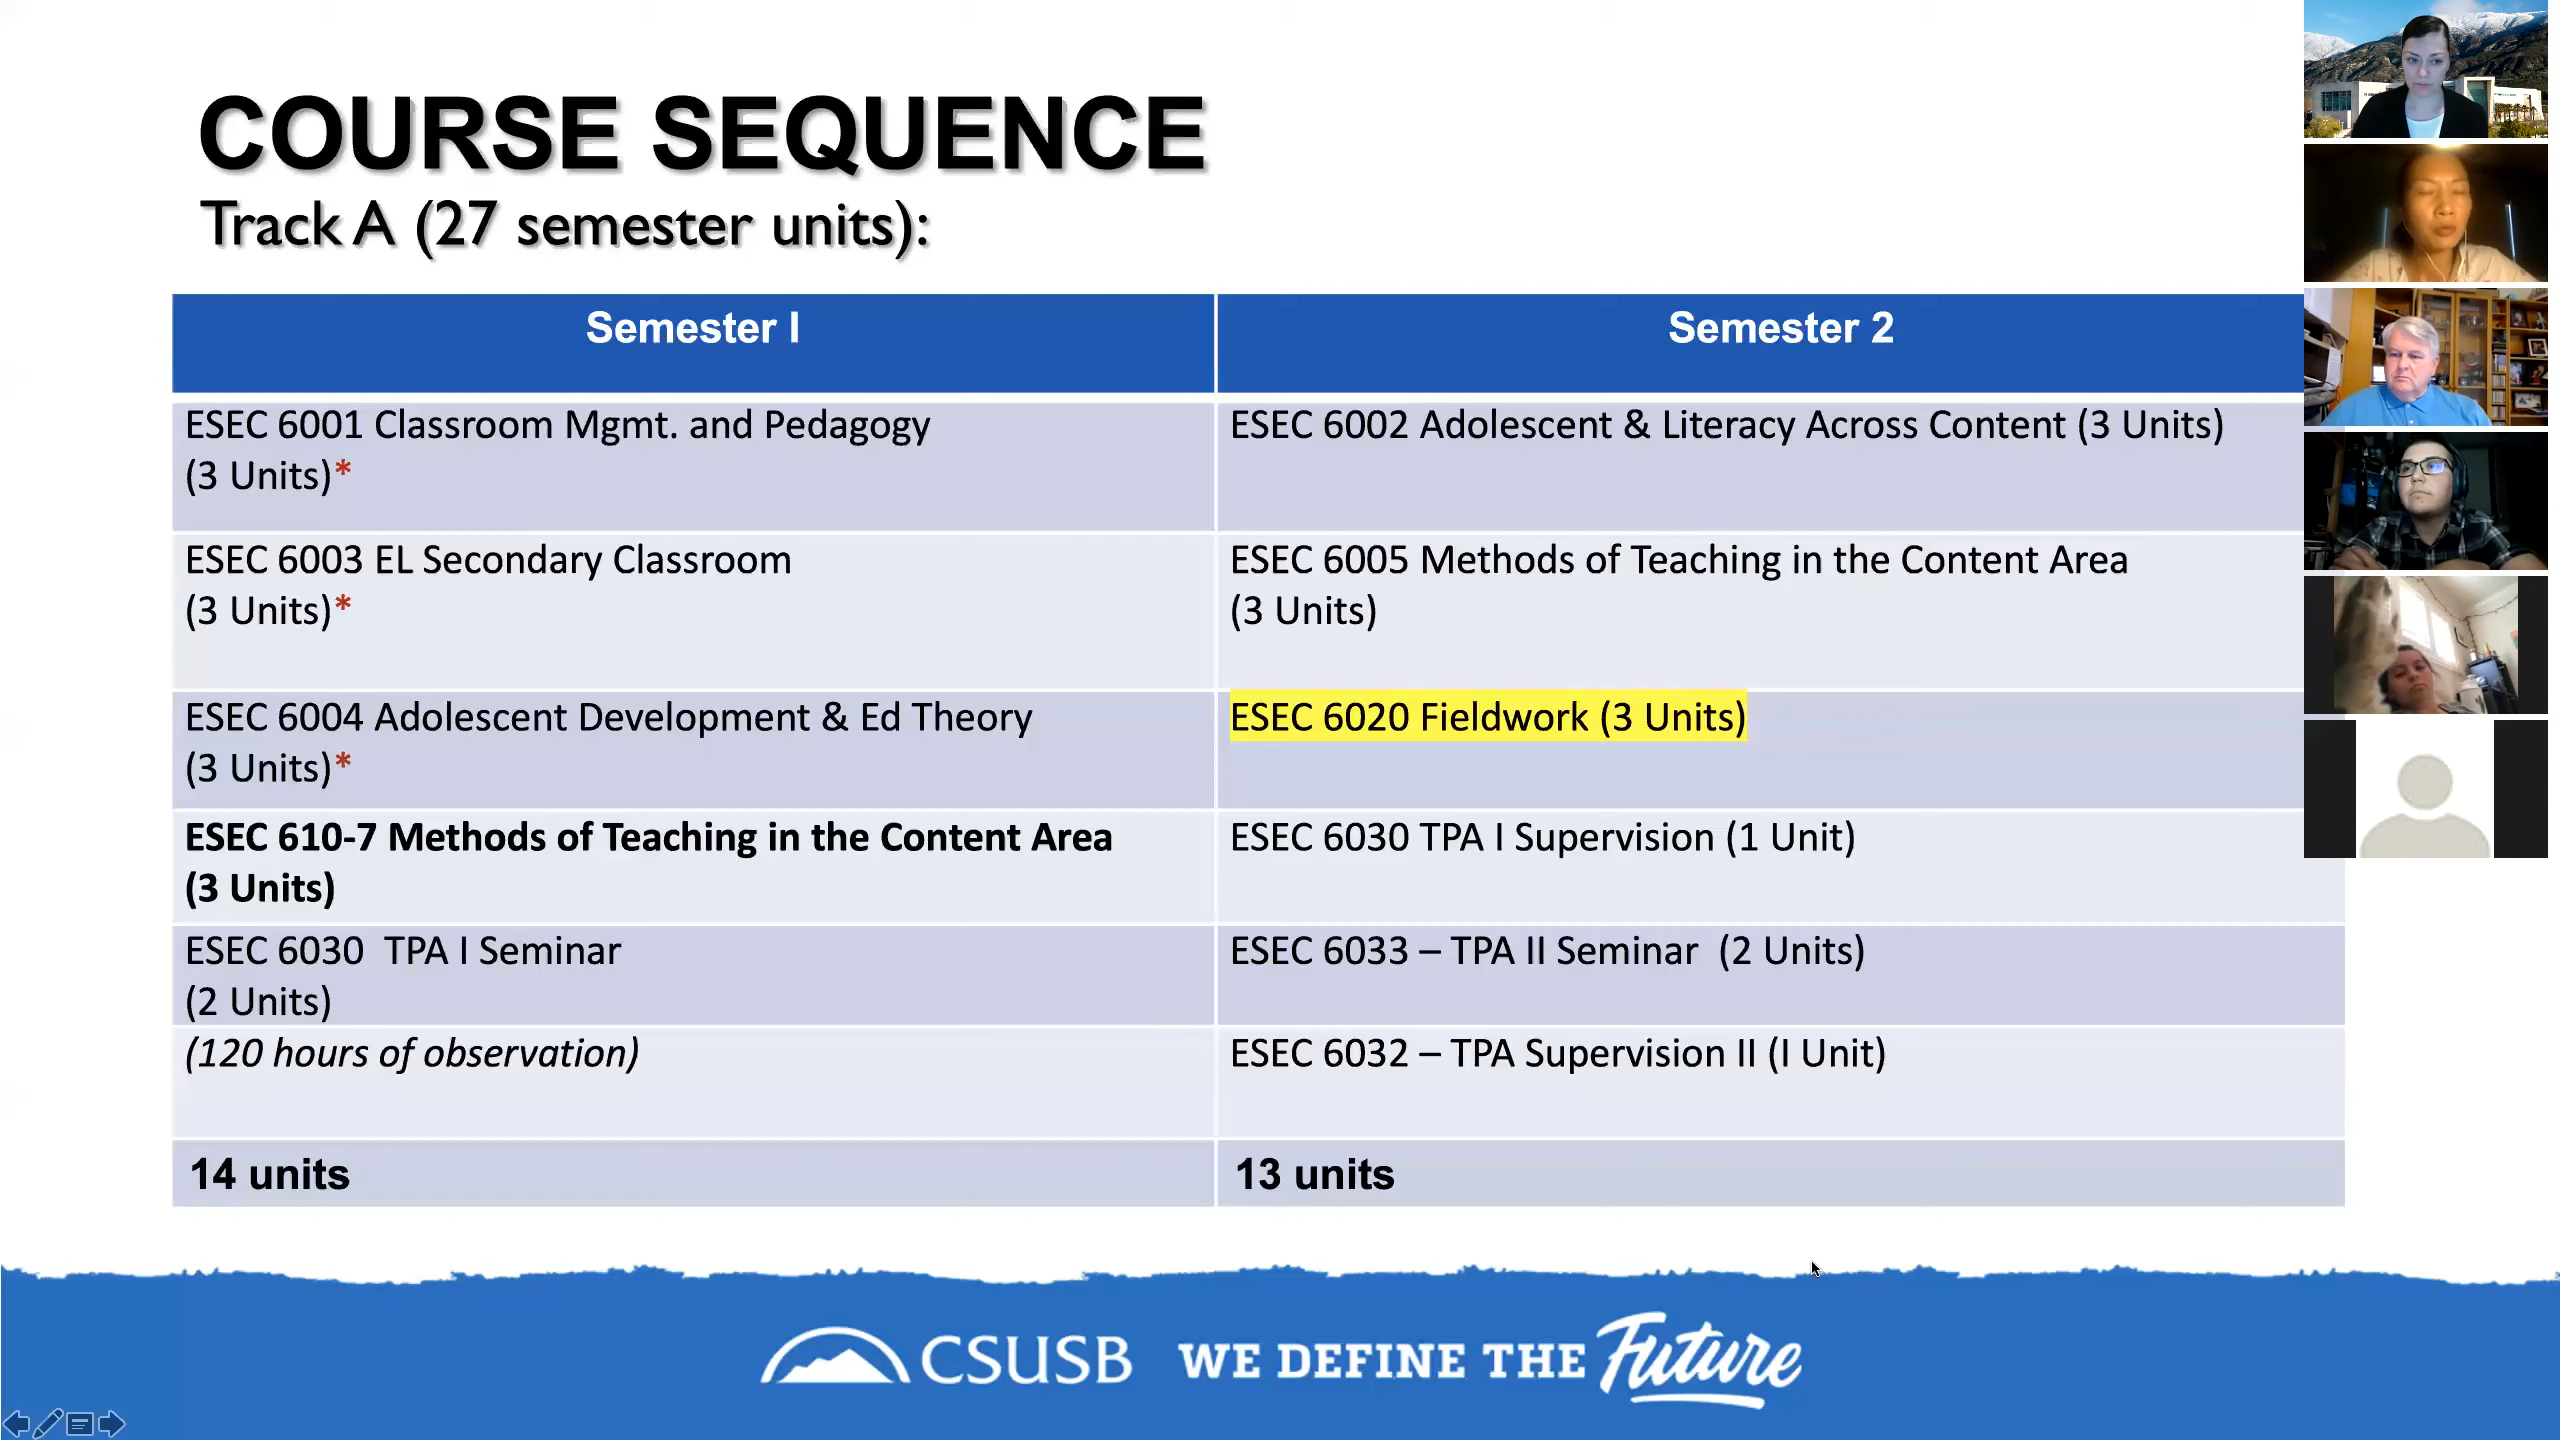 COURSE SEQUENCE
Track A (27 semester units):
Semester I
Semester 2
ESEC 6001 Classroom Mgmt. and Pedagogy
(3 Units)*
ESEC 6002 Adolescent & Literacy Across Content (3 Units)
ESEC 6003 EL Secondary Classroom
(3 Units)*
ESEC 6005 Methods of Teaching in the Content Area
(3 Units)
ESEC 6004 Adolescent Development & Ed Theory
(3 Units)*
ESEC 6020 Fieldwork (3 Units)
ESEC 610-7 Methods of Teaching in the Content Area
(3 Units)
ESEC 6030 TPA I Supervision (1 Unit)
ESEC 6030  TPA I Seminar
(2 Units)
ESEC 6033 – TPA II Seminar  (2 Units)
(120 hours of observation)
ESEC 6032 – TPA Supervision II (I Unit)
14 units
13 units
CSUSB
WE DEFINE THE Future